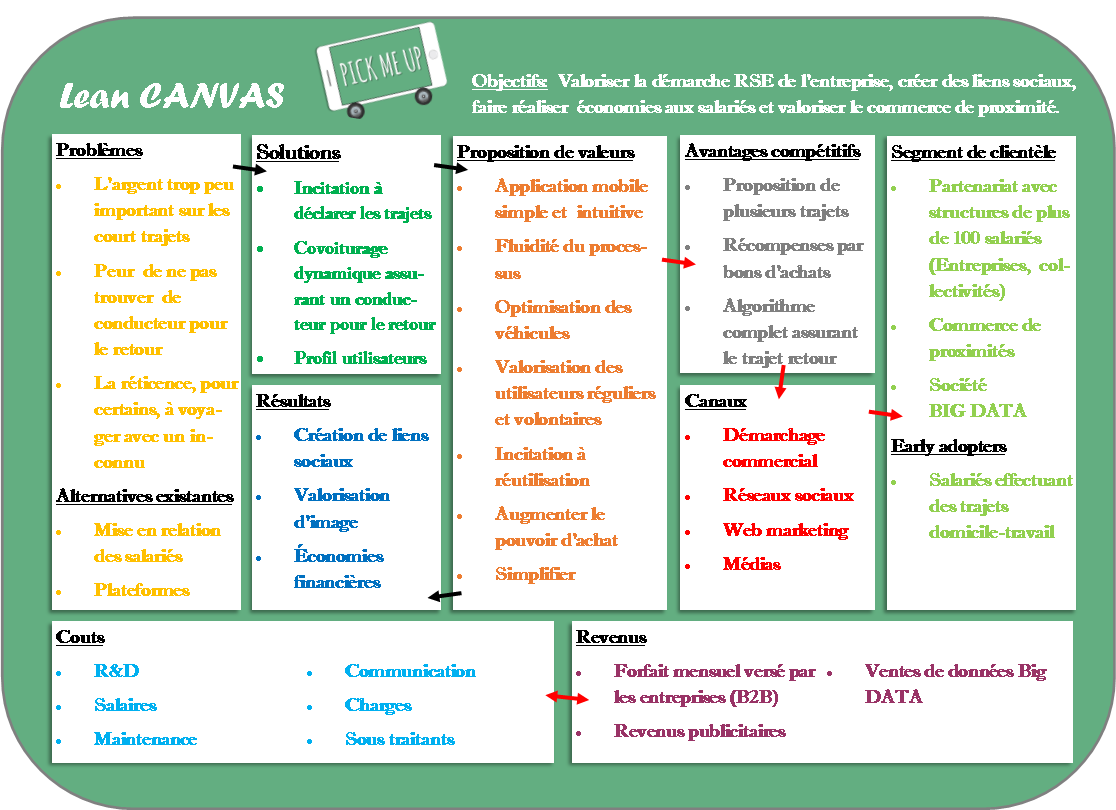 Lean CANVAS
PICK ME UP
Objectifs: Valoriser la démarche RSE de l'entreprise, créer des liens sociaux,
faire réaliser économies aux salariés et valoriser le commerce de proximité.
Problèmes
• L'argent trop peu
important sur les
court trajets
• Peur de ne pas
trouver de
conducteur pour
le retour
• La réticence, pour
certains, à voya-
ger avec un in-
connu
Alternatives existantes
• Mise en relation
des salariés
• Plateformes
Solutions
• Incitation à
déclarer les trajets
• Covoiturage
dynamique assu-
rant un conduc-
teur pour le retour
• Profil utilisateurs
Résultats
• Création de liens
sociaux
• Valorisation
d'image
• Économies
financières
Proposition de valeurs
• Application mobile
simple et intuitive
• Fluidité du proces-
sus
• Optimisation des
véhicules
• Valorisation des
utilisateurs réguliers
et volontaires
• Incitation à
réutilisation
• Augmenter le
pouvoir d'achat
• Simplifier
Avantages compétitifs
• Proposition de
plusieurs trajets
• Récompenses par
bons d'achats
• Algorithme
complet assurant
le trajet retour
Canaux
• Démarchage
commercial
• Réseaux sociaux
• Web marketing
• Médias
Segment de clientèle
• Partenariat avec
structures de plus
de 100 salariés
(Entreprises, col-
lectivités)
• Commerce de
proximités
• Société
BIG DATA
Early adopters
• Salariés effectuant
des trajets
domicile-travail
Couts
• R&D
• Salaires
• Maintenance
• Communication
• Charges
• Sous traitants
Revenus
• Forfait mensuel versé par
les entreprises (B2B)
• Revenus publicitaires
• Ventes de données Big
DATA